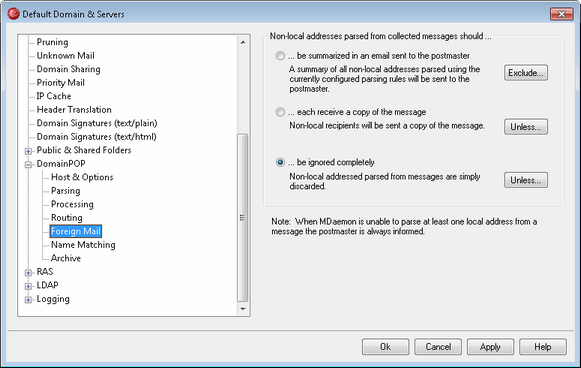 Default Domain & Servers
Pruning
Unknown Mail
Domain Sharing
Priority Mail
IP Cache
Header Translation
Domain Signatures (text/plain)
Domain Signatures (text/html)
Public & Shared Folders
DomainPOP
Host & Options
Parsing
Processing
Routing
Foreign Mail
Name Matching
Archive
RAS
LDAP
Logging
Non-local addresses parsed from collected messages should ...
... be summarized in an email sent to the postmaster
A summary of all non-local addresses parsed using the
currently configured parsing rules will be sent to the
postmaster.
Exclude...
... each receive a copy of the message
Non-local recipients will be sent a copy of the message.
Unless...
... be ignored completely
Non-local addressed parsed from messages are simply
discarded.
Unless...
Note: When MDaemon is unable to parse at least one local address from a
message the postmaster is always informed.
Ok
Cancel
Apply
Help